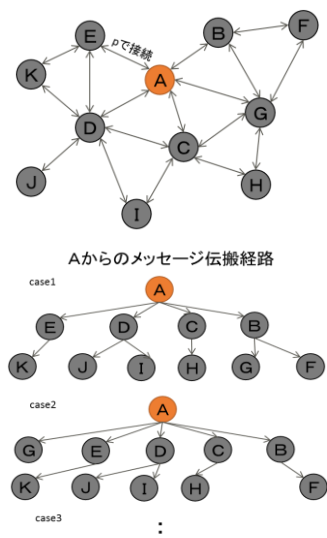 E
B
F
pで接続
K
A
G
D
C
J
H
I
Aからのメッセージ伝搬経路
case1
A
E D C B
K J I H G F
case2
A
G E D C B
K J I H F
case3
: